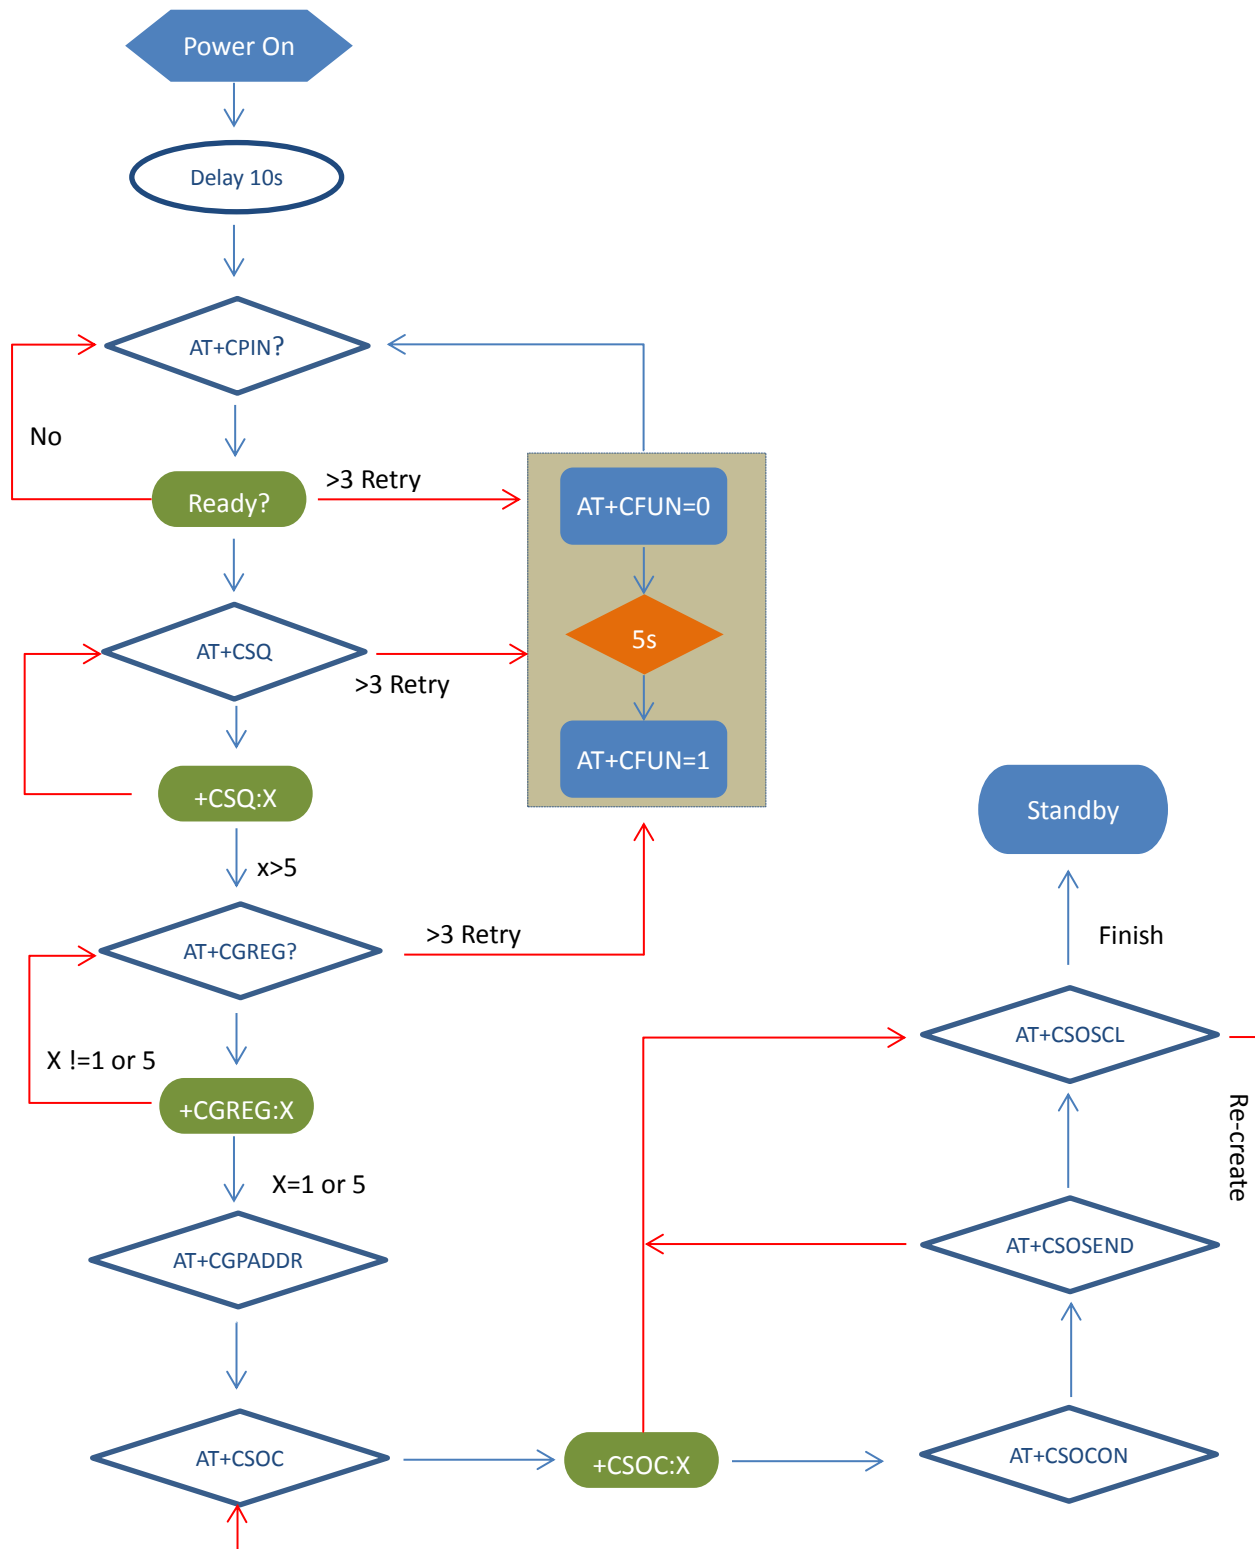 Power On
Delay 10s
AT+CPIN?
No
Ready?
>3 Retry
AT+CFUN=0
AT+CSQ
>3 Retry
5s
AT+CFUN=1
+CSQ:X
Standby
x>5
AT+CGREG?
>3 Retry
Finish
AT+CSOSCL
X !=1 or 5
+CGREG:X
Re-create
X=1 or 5
AT+CGPADDR
AT+CSOSEND
AT+CSOC
+CSOC:X
AT+CSOCON